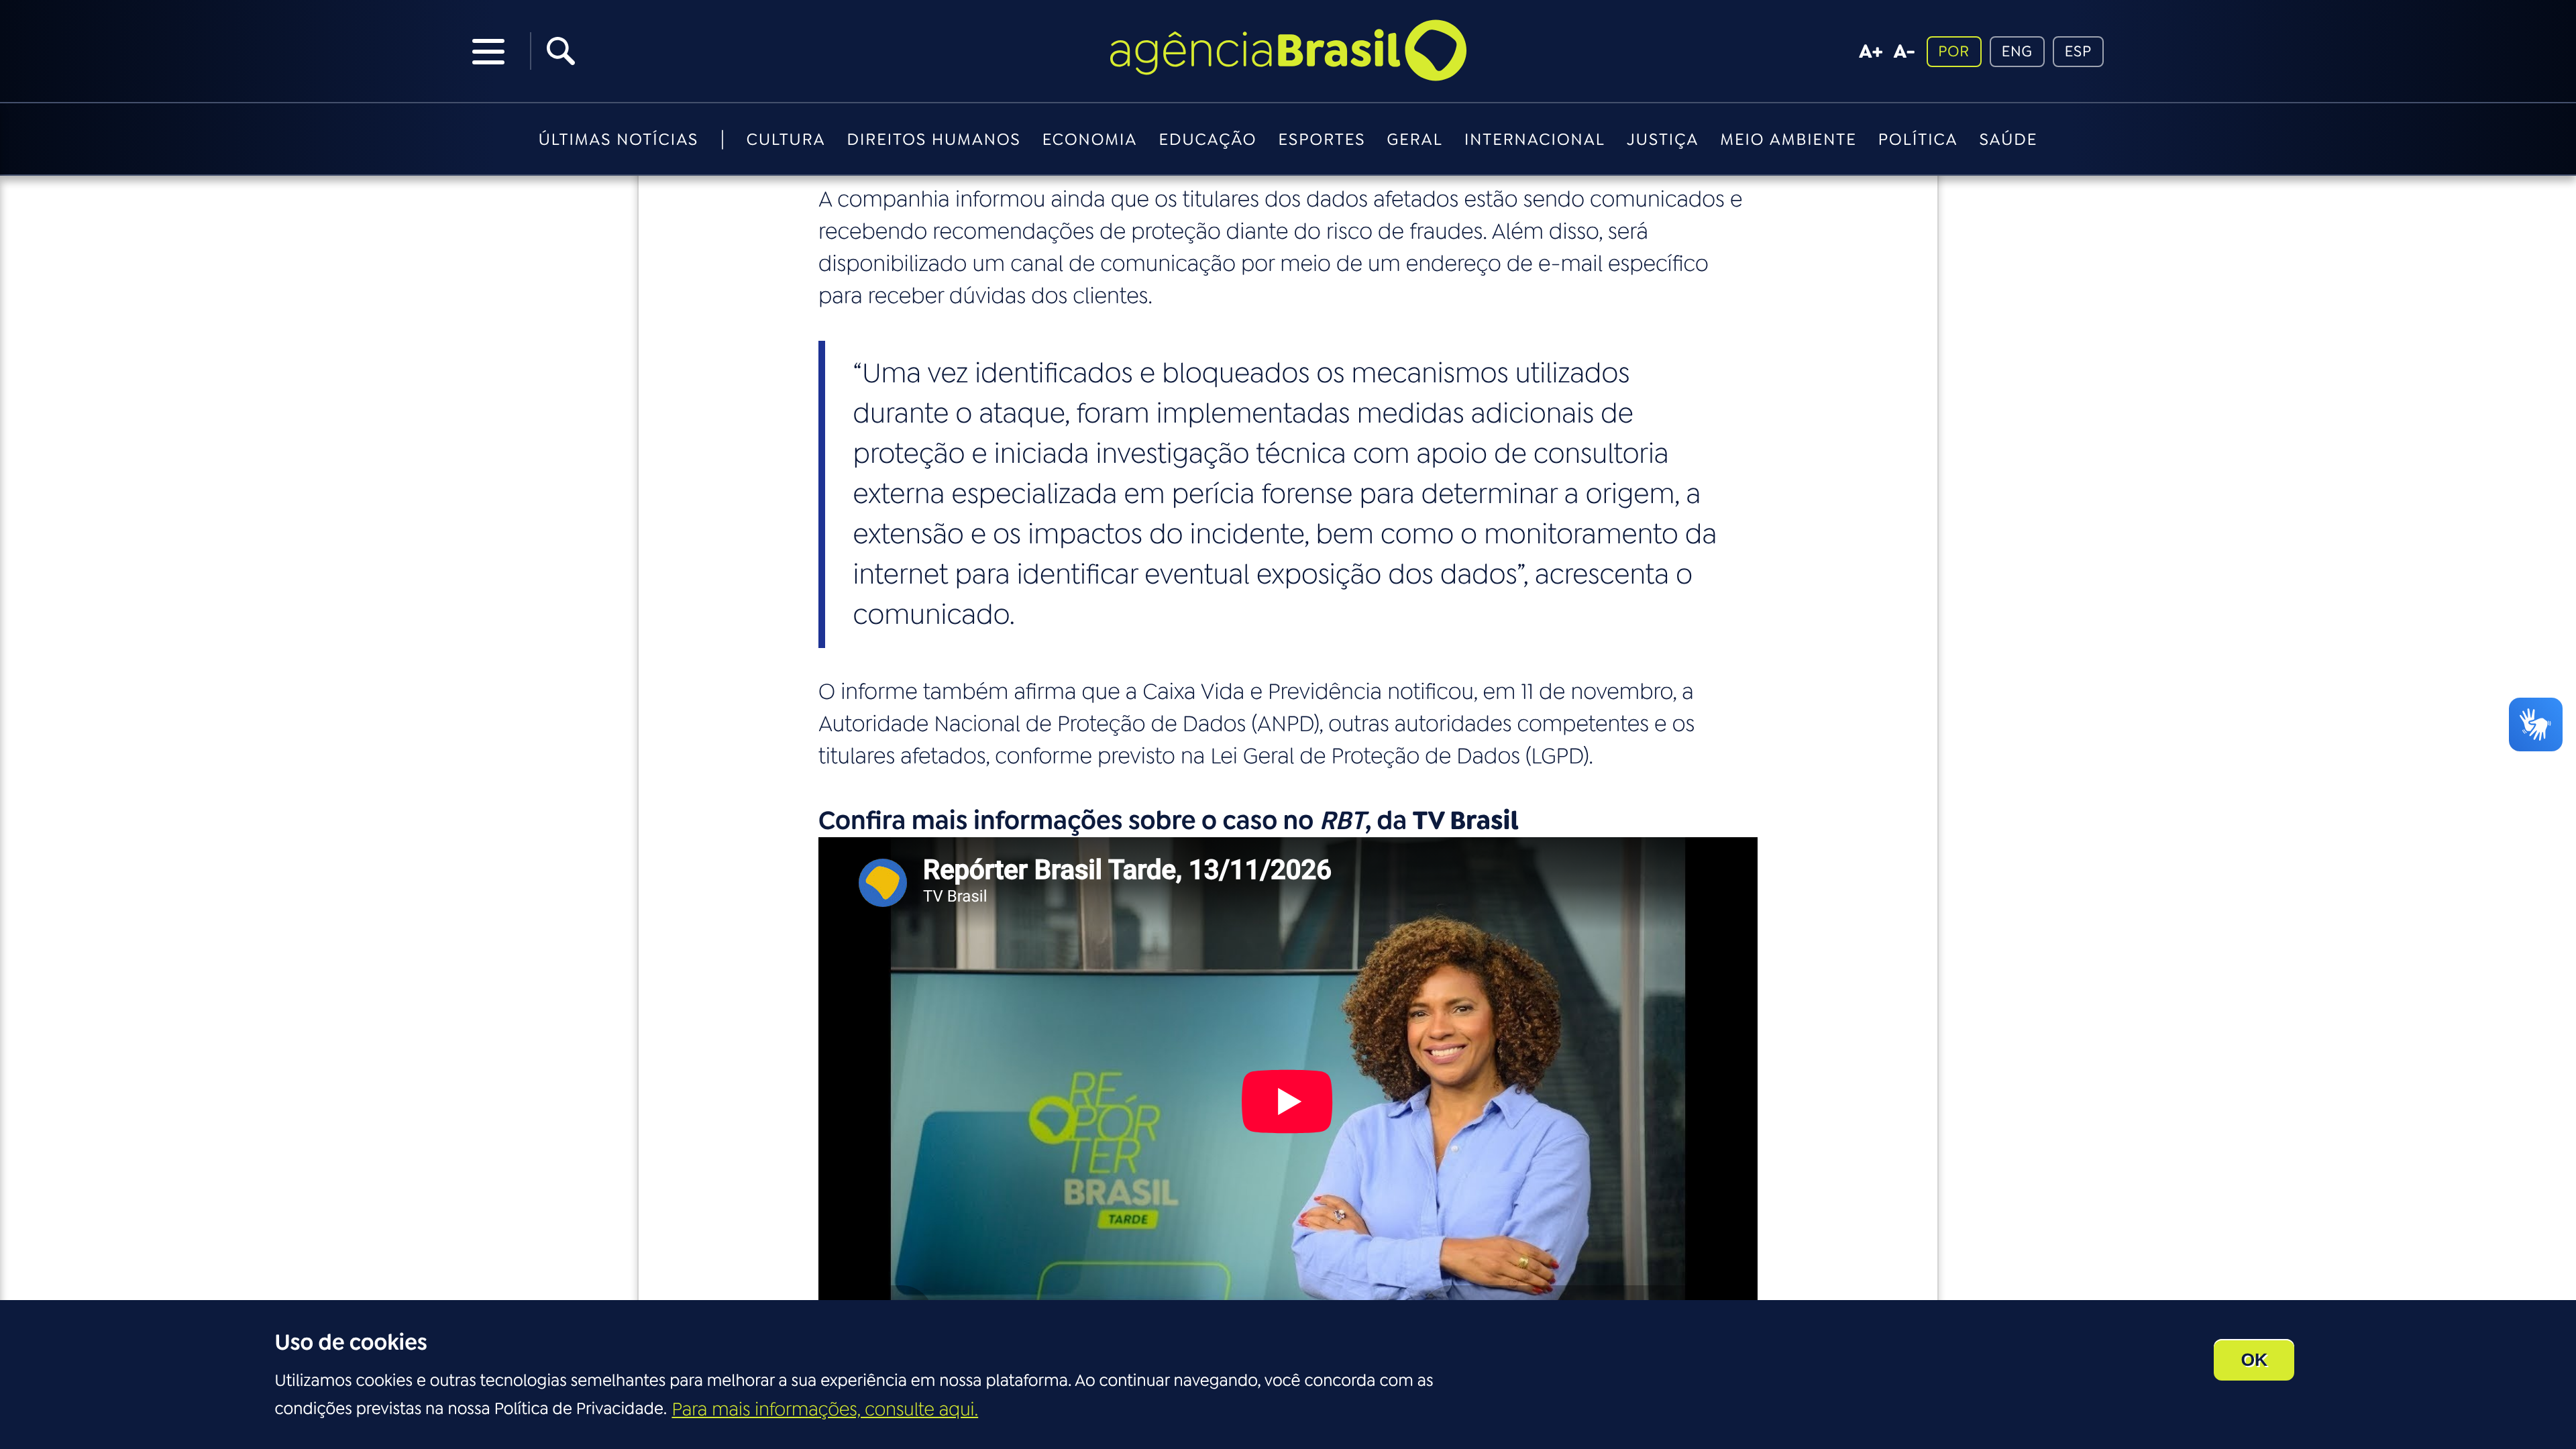 agênciaBrasil
A+ A- POR ENG ESP
ÚLTIMAS NOTÍCIAS | CULTURA DIREITOS HUMANOS ECONOMIA EDUCAÇÃO ESPORTES GERAL INTERNACIONAL JUSTIÇA MEIO AMBIENTE POLÍTICA SAÚDE
A companhia informou ainda que os titulares dos dados afetados estão sendo comunicados e
recebendo recomendações de proteção diante do risco de fraudes. Além disso, será
disponibilizado um canal de comunicação por meio de um endereço de e-mail específico
para receber dúvidas dos clientes.
“Uma vez identificados e bloqueados os mecanismos utilizados
durante o ataque, foram implementadas medidas adicionais de
proteção e iniciada investigação técnica com apoio de consultoria
externa especializada em perícia forense para determinar a origem, a
extensão e os impactos do incidente, bem como o monitoramento da
internet para identificar eventual exposição dos dados”, acrescenta o
comunicado.
O informe também afirma que a Caixa Vida e Previdência notificou, em 11 de novembro, a
Autoridade Nacional de Proteção de Dados (ANPD), outras autoridades competentes e os
titulares afetados, conforme previsto na Lei Geral de Proteção de Dados (LGPD).
Confira mais informações sobre o caso no RBT, da TV Brasil
Repórter Brasil Tarde, 13/11/2026
TV Brasil
RE
PÓR
TER
BRASIL
TARDE
Uso de cookies
Utilizamos cookies e outras tecnologias semelhantes para melhorar a sua experiência em nossa plataforma. Ao continuar navegando, você concorda com as
condições previstas na nossa Política de Privacidade. Para mais informações, consulte aqui.
OK